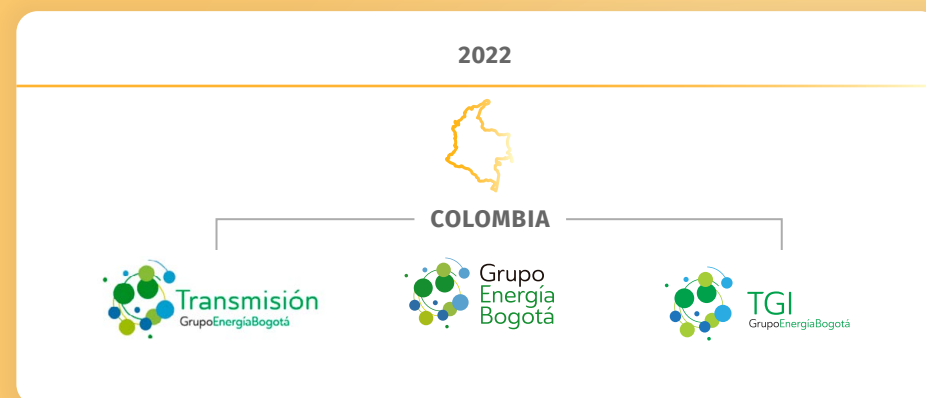 2022
COLOMBIA
Transmisión
GrupoEnergíaBogotá
Grupo
Energía
Bogotá
TGI
GrupoEnergíaBogotá